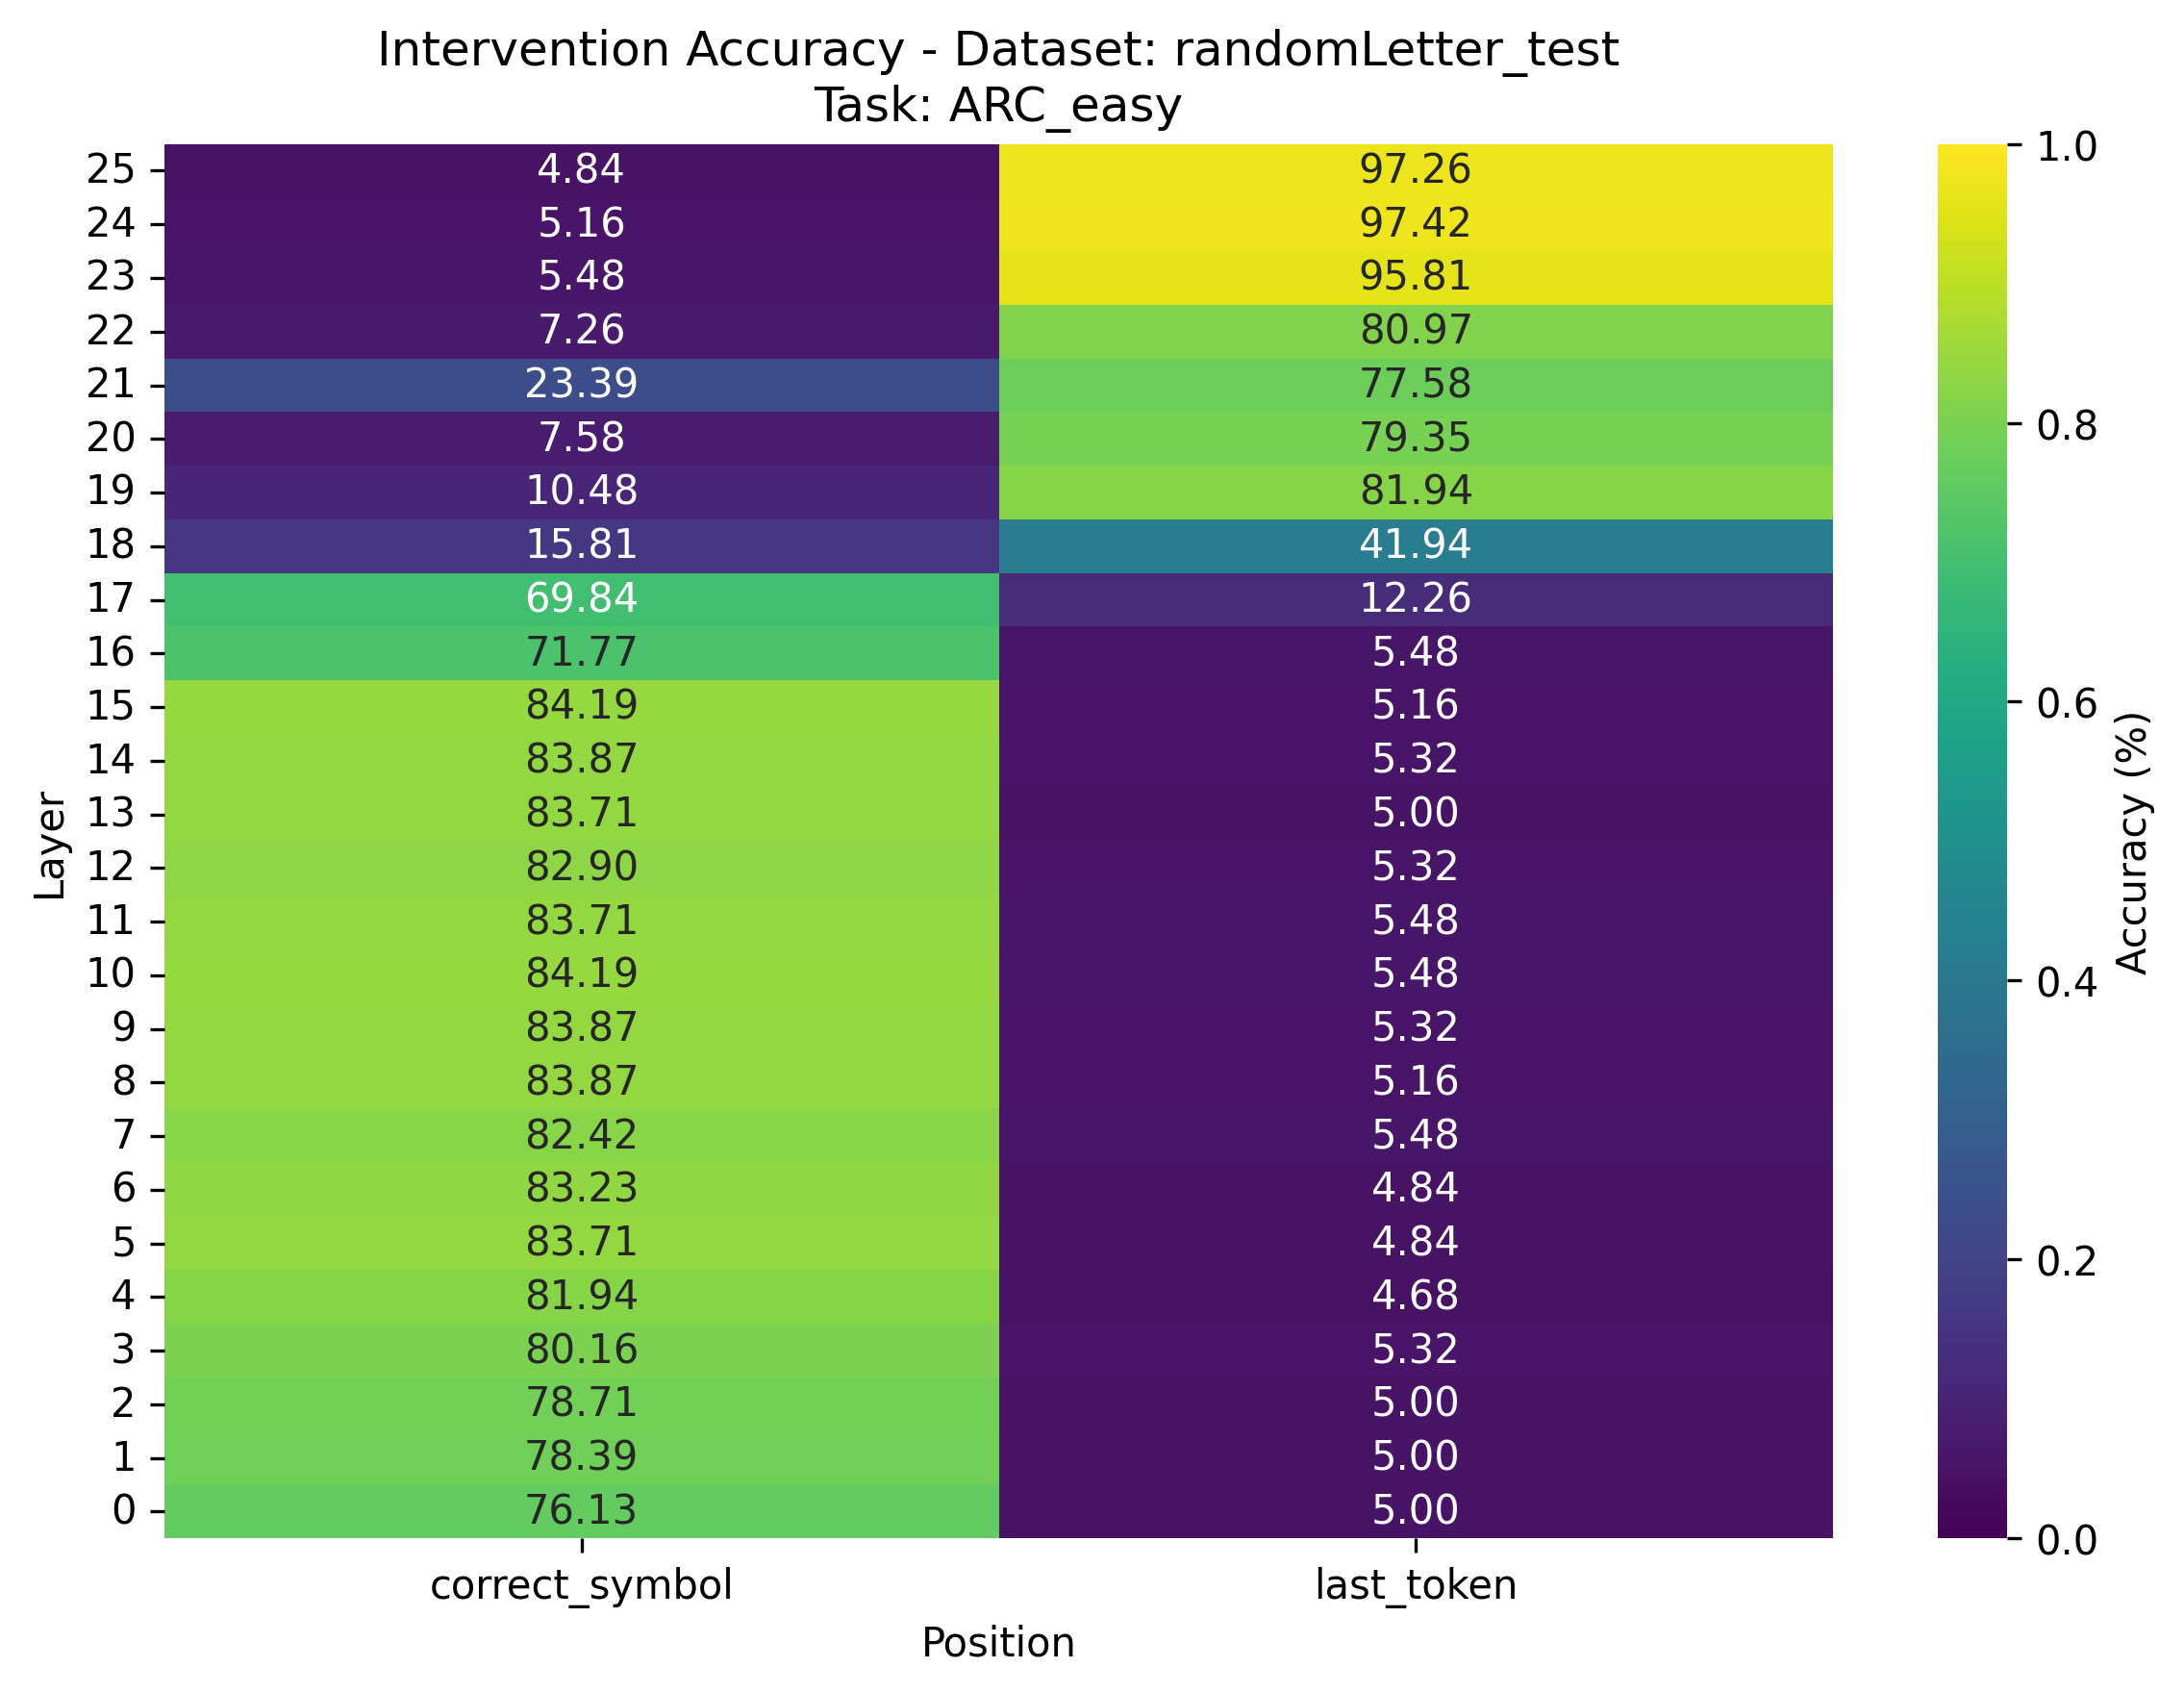 Intervention Accuracy - Dataset: randomLetter_test
Task: ARC_easy
25 4.84 97.26
24 5.16 97.42
23 5.48 95.81
22 7.26 80.97
21 23.39 77.58
20 7.58 79.35
19 10.48 81.94
18 15.81 41.94
17 69.84 12.26
16 71.77 5.48
15 84.19 5.16
14 83.87 5.32
13 83.71 5.00
12 82.90 5.32
11 83.71 5.48
10 84.19 5.48
9 83.87 5.32
8 83.87 5.16
7 82.42 5.48
6 83.23 4.84
5 83.71 4.84
4 81.94 4.68
3 80.16 5.32
2 78.71 5.00
1 78.39 5.00
0 76.13 5.00
Layer
correct_symbol last_token
Position
1.0
0.8
0.6
0.4
0.2
0.0
Accuracy (%)